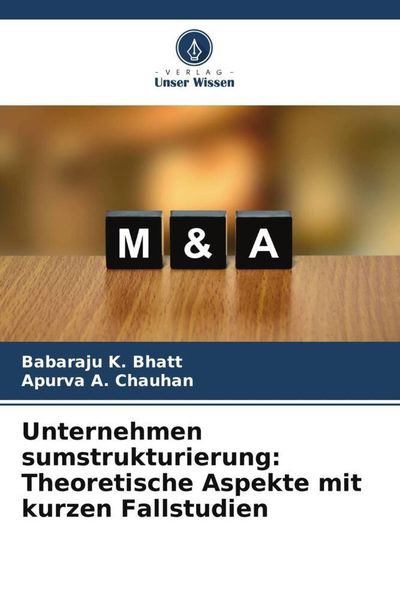 - VERLAG -
Unser Wissen
M & A
Babaraju K. Bhatt
Apurva A. Chauhan
Unternehmen
sumstrukturierung:
Theoretische Aspekte mit
kurzen Fallstudien